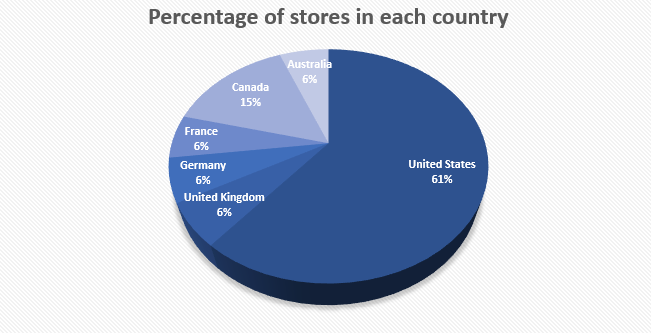 Percentage of stores in each country
Australia
6%
Canada
15%
France
6%
Germany
6%
United Kingdom
6%
United States
61%